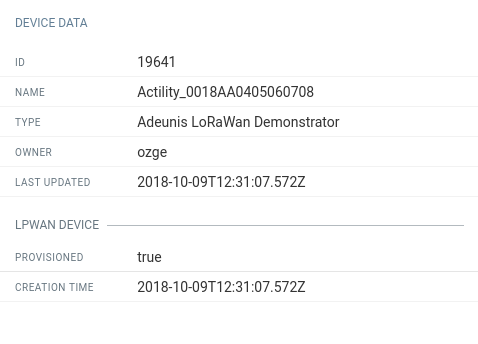 DEVICE DATA
ID 19641
NAME Actility_0018AA0405060708
TYPE Adeunis LoRaWan Demonstrator
OWNER ozge
LAST UPDATED 2018-10-09T12:31:07.572Z
LPWAN DEVICE
PROVISIONED true
CREATION TIME 2018-10-09T12:31:07.572Z